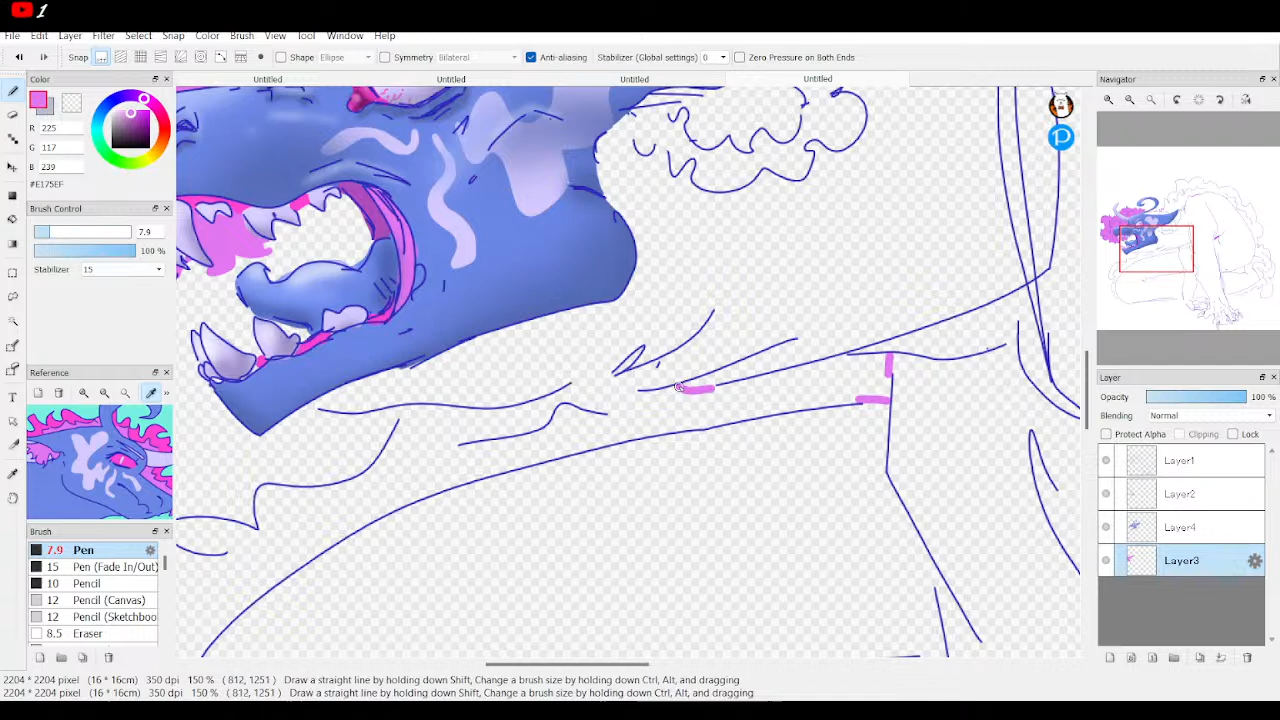 1
File Edit Layer Filter Select Snap Color Brush View Tool Window Help
Snap Shape Ellipse Symmetry Bilateral Anti-aliasing Stabilizer (Global settings) 0 Zero Pressure on Both Ends
Color
Untitled Untitled Untitled Untitled
Navigator
R 225
G 117
B 239
#E175EF
Brush Control
7.9
100 %
Stabilizer 15
Reference
Layer
Opacity 100 %
Blending Normal
Protect Alpha Clipping Lock
Layer1
Layer2
Layer4
Layer3
Brush
7.9 Pen
15 Pen (Fade In/Out)
10 Pencil
12 Pencil (Canvas)
12 Pencil (Sketchboo
8.5 Eraser
2204 * 2204 pixel (16 * 16cm) 350 dpi 150 % ( 812, 1251) Draw a straight line by holding down Shift, Change a brush size by holding down Ctrl, Alt, and dragging
2204 * 2204 pixel (16 * 16cm) 350 dpi 150 % ( 812, 1251) Draw a straight line by holding down Shift, Change a brush size by holding down Ctrl, Alt, and dragging